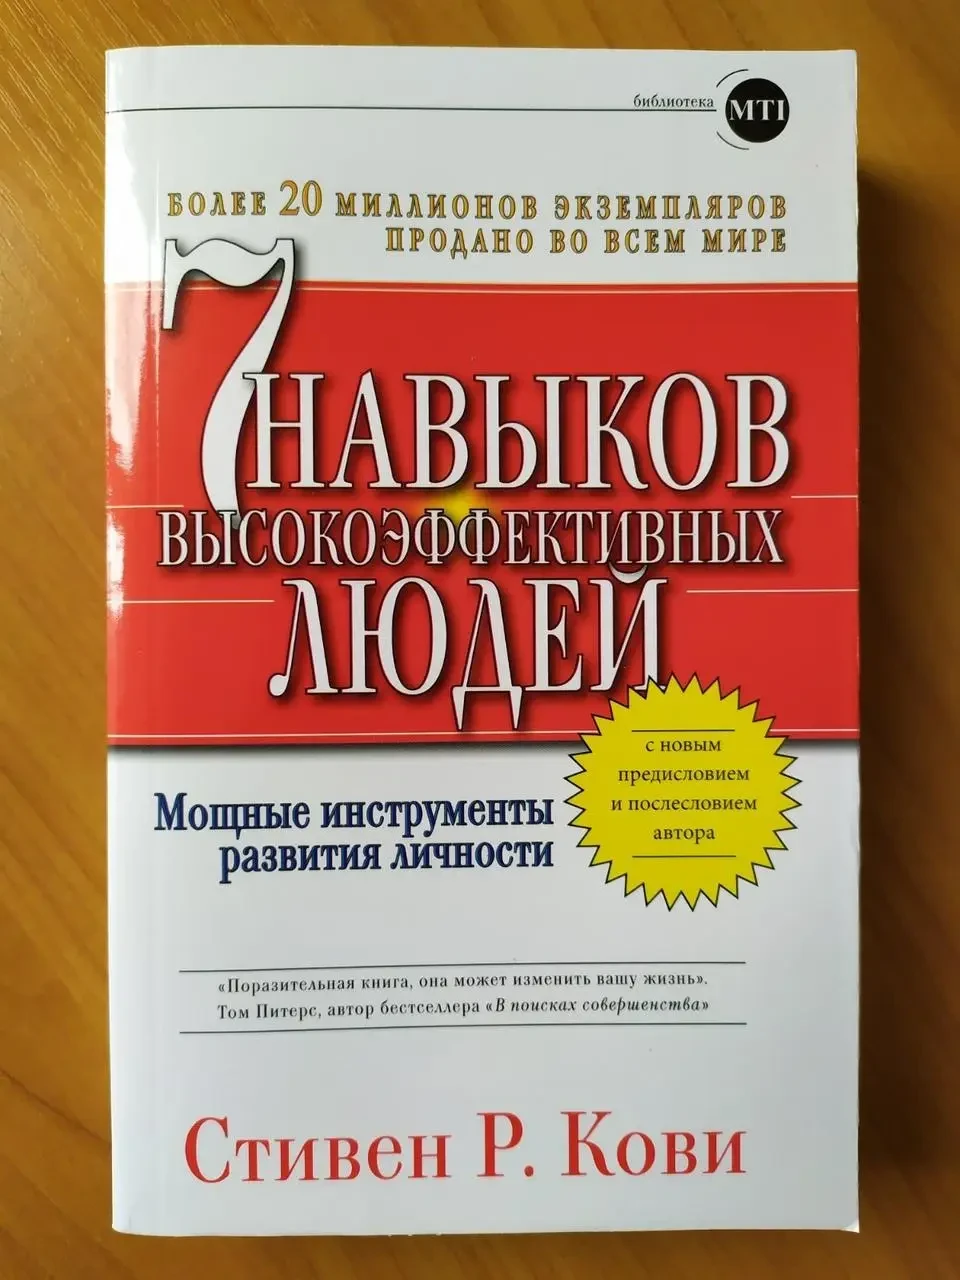 библиотека MTI
БОЛЕЕ 20 МИЛЛИОНОВ ЭКЗЕМПЛЯРОВ
ПРОДАНО ВО ВСЕМ МИРЕ
7 НАВЫКОВ
ВЫСОКОЭФФЕКТИВНЫХ
ЛЮДЕЙ
с новым
предисловием
и послесловием
автора
Мощные инструменты
развития личности
«Поразительная книга, она может изменить вашу жизнь».
Том Питерс, автор бестселлера «В поисках совершенства»
Стивен Р. Кови